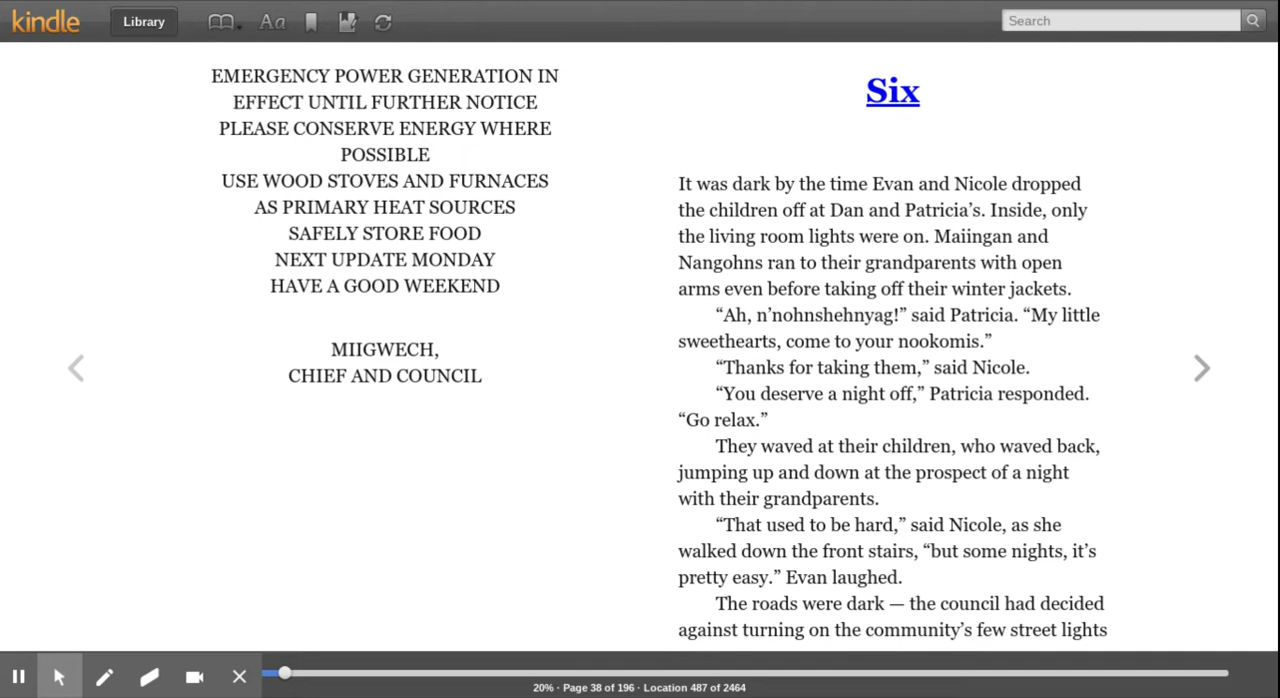 kindle
Library
Aa
Search
EMERGENCY POWER GENERATION IN
EFFECT UNTIL FURTHER NOTICE
PLEASE CONSERVE ENERGY WHERE
POSSIBLE
USE WOOD STOVES AND FURNACES
AS PRIMARY HEAT SOURCES
SAFELY STORE FOOD
NEXT UPDATE MONDAY
HAVE A GOOD WEEKEND
MIIGWECH,
CHIEF AND COUNCIL
Six
It was dark by the time Evan and Nicole dropped
the children off at Dan and Patricia’s. Inside, only
the living room lights were on. Maiingan and
Nangohns ran to their grandparents with open
arms even before taking off their winter jackets.
“Ah, n’nohnshehnyag!” said Patricia. “My little
sweethearts, come to your nookomis.”
“Thanks for taking them,” said Nicole.
“You deserve a night off,” Patricia responded.
“Go relax.”
They waved at their children, who waved back,
jumping up and down at the prospect of a night
with their grandparents.
“That used to be hard,” said Nicole, as she
walked down the front stairs, “but some nights, it’s
pretty easy.” Evan laughed.
The roads were dark — the council had decided
against turning on the community’s few street lights
20% · Page 38 of 196 · Location 487 of 2464